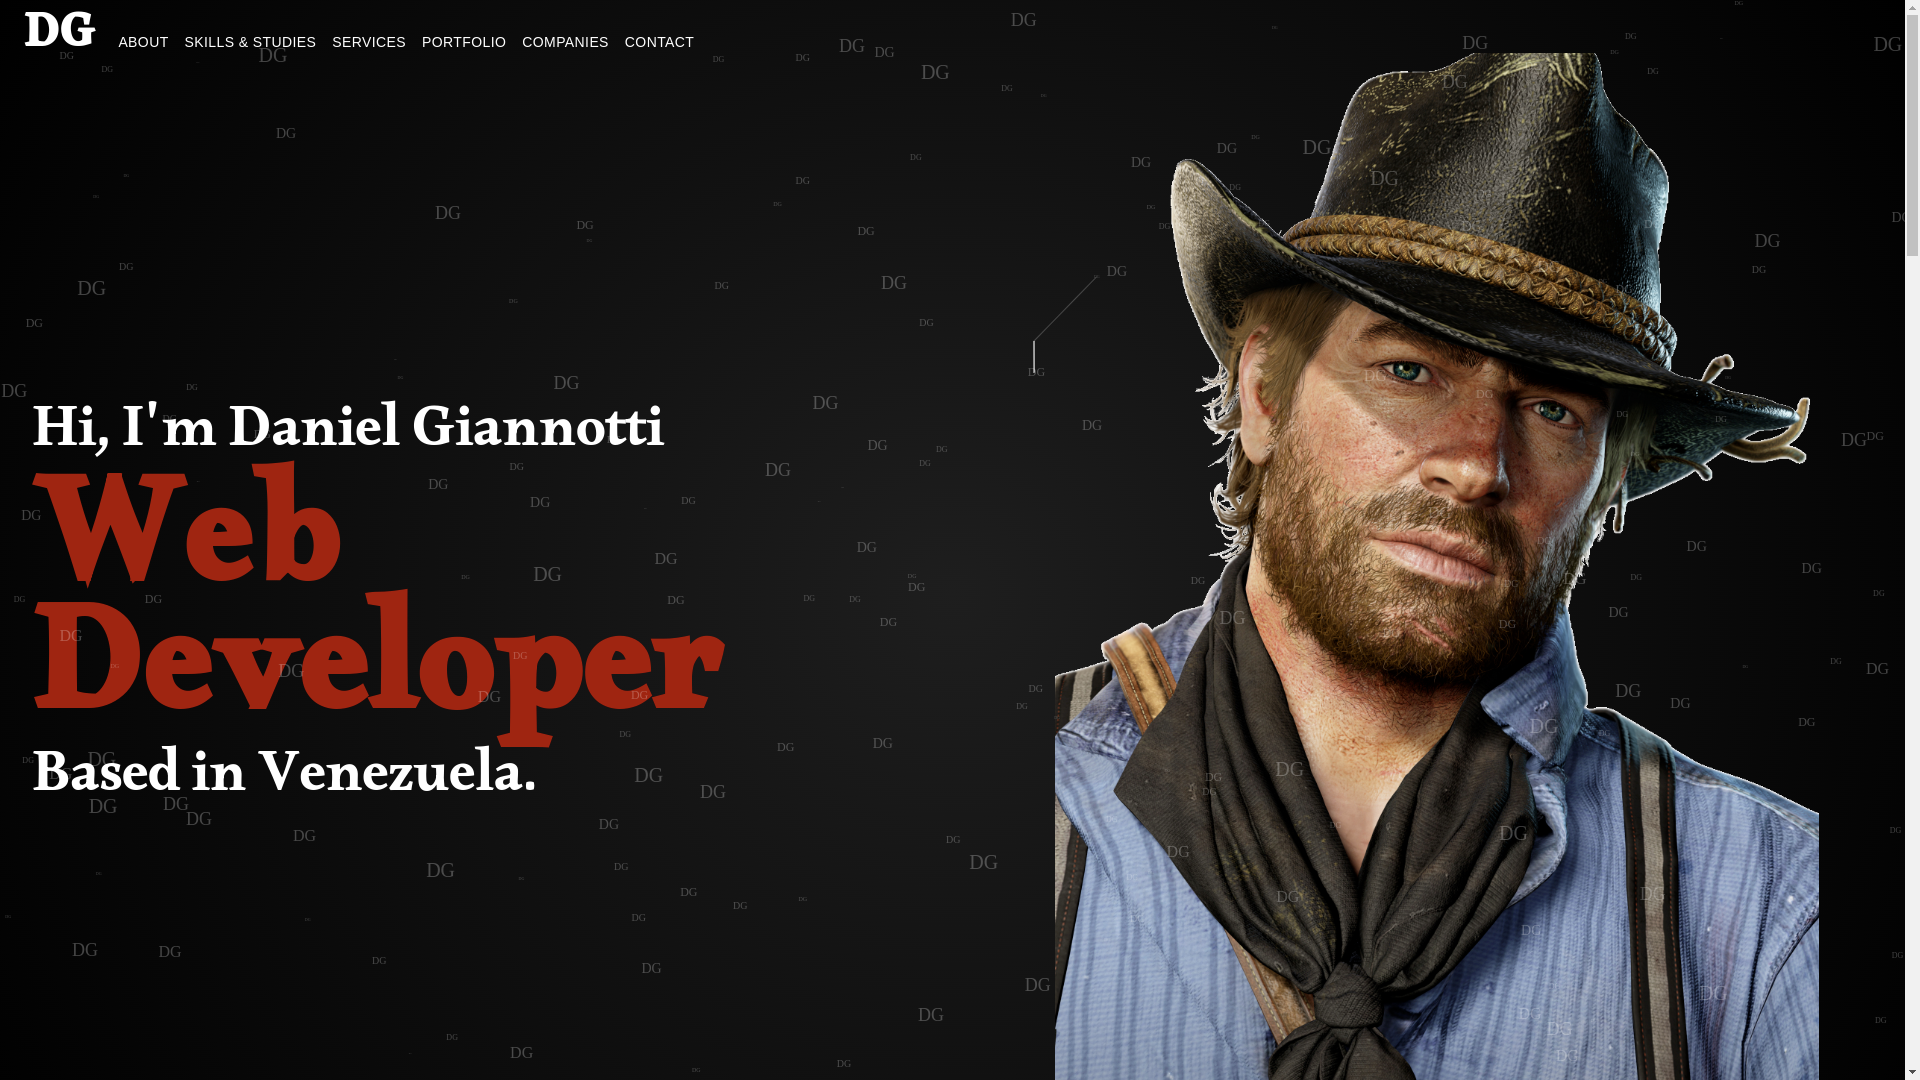 DG
ABOUT SKILLS & STUDIES SERVICES PORTFOLIO COMPANIES CONTACT
Hi, I'm Daniel Giannotti
Web
Developer
Based in Venezuela.